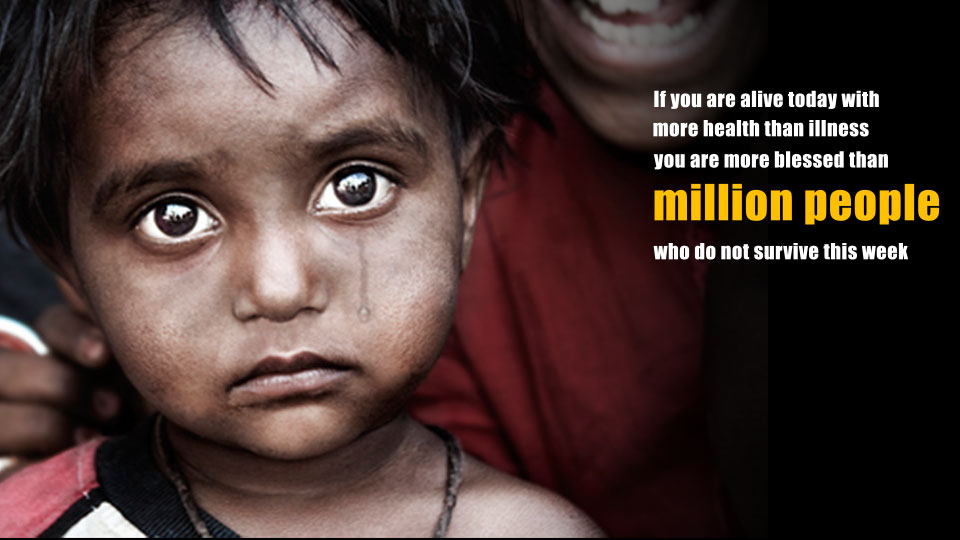 If you are alive today with
more health than illness
you are more blessed than
million people
who do not survive this week